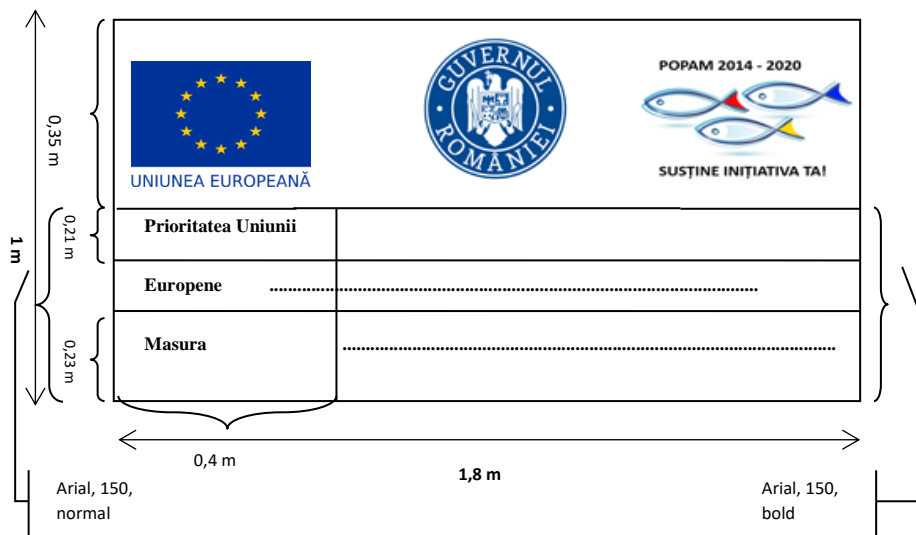 POPAM 2014 - 2020
GUVERNUL ROMÂNIEI
UNIUNEA EUROPEANĂ
SUSȚINE INIȚIATIVA TA!
0,35 m
1 m
0,21 m
Prioritatea Uniunii
Europene ................................................................
Masura ................................................................
0,23 m
0,4 m
1,8 m
Arial, 150,
normal
Arial, 150,
bold